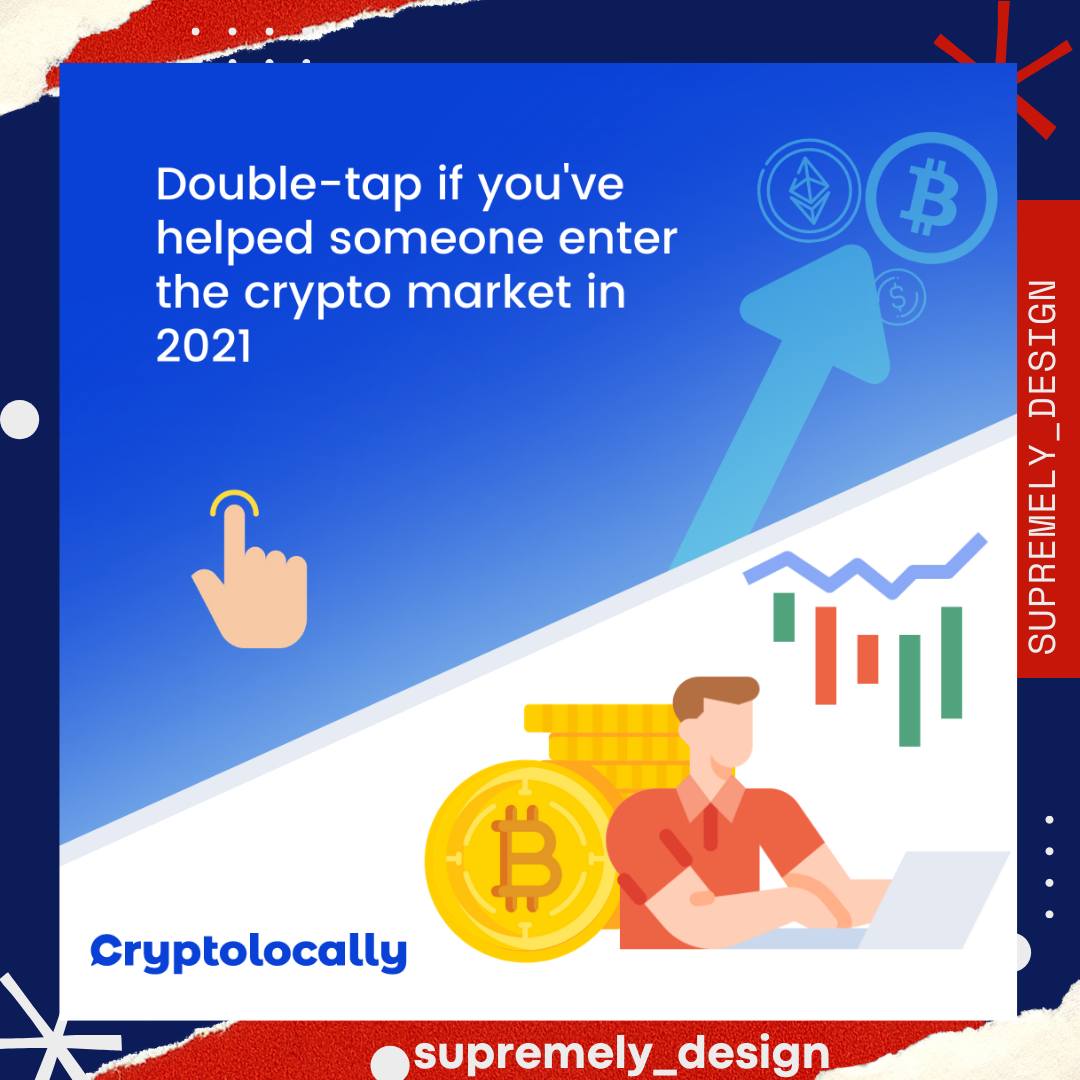 Double-tap if you've
helped someone enter
the crypto market in
2021
SUPREMELY_DESIGN
Cryptolocally
supremely_design